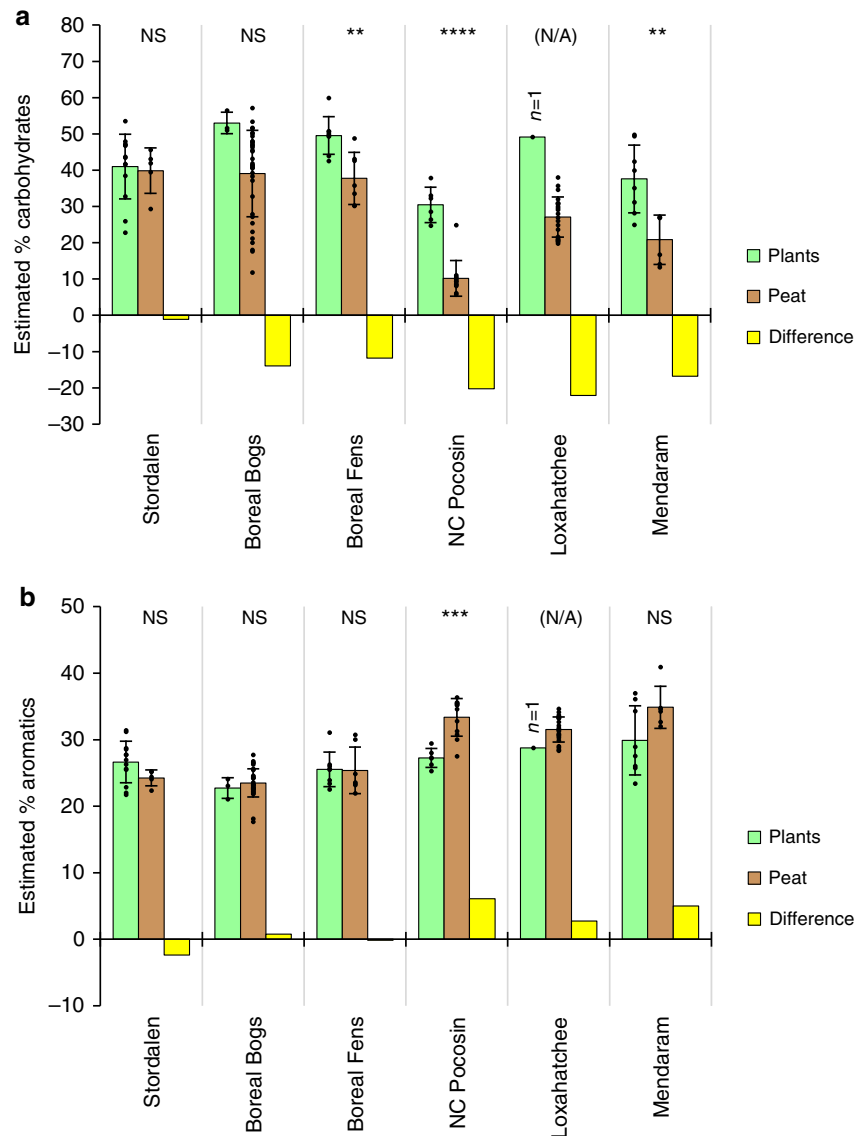 a
80
70
60
50
40
30
20
10
0
–10
–20
–30
Estimated % carbohydrates
NS
NS
**
****
(N/A)
**
n=1
Plants
Peat
Difference
Stordalen
Boreal Bogs
Boreal Fens
NC Pocosin
Loxahatchee
Mendaram
b
50
40
30
20
10
0
–10
Estimated % aromatics
NS
NS
NS
***
(N/A)
NS
n=1
Plants
Peat
Difference
Stordalen
Boreal Bogs
Boreal Fens
NC Pocosin
Loxahatchee
Mendaram